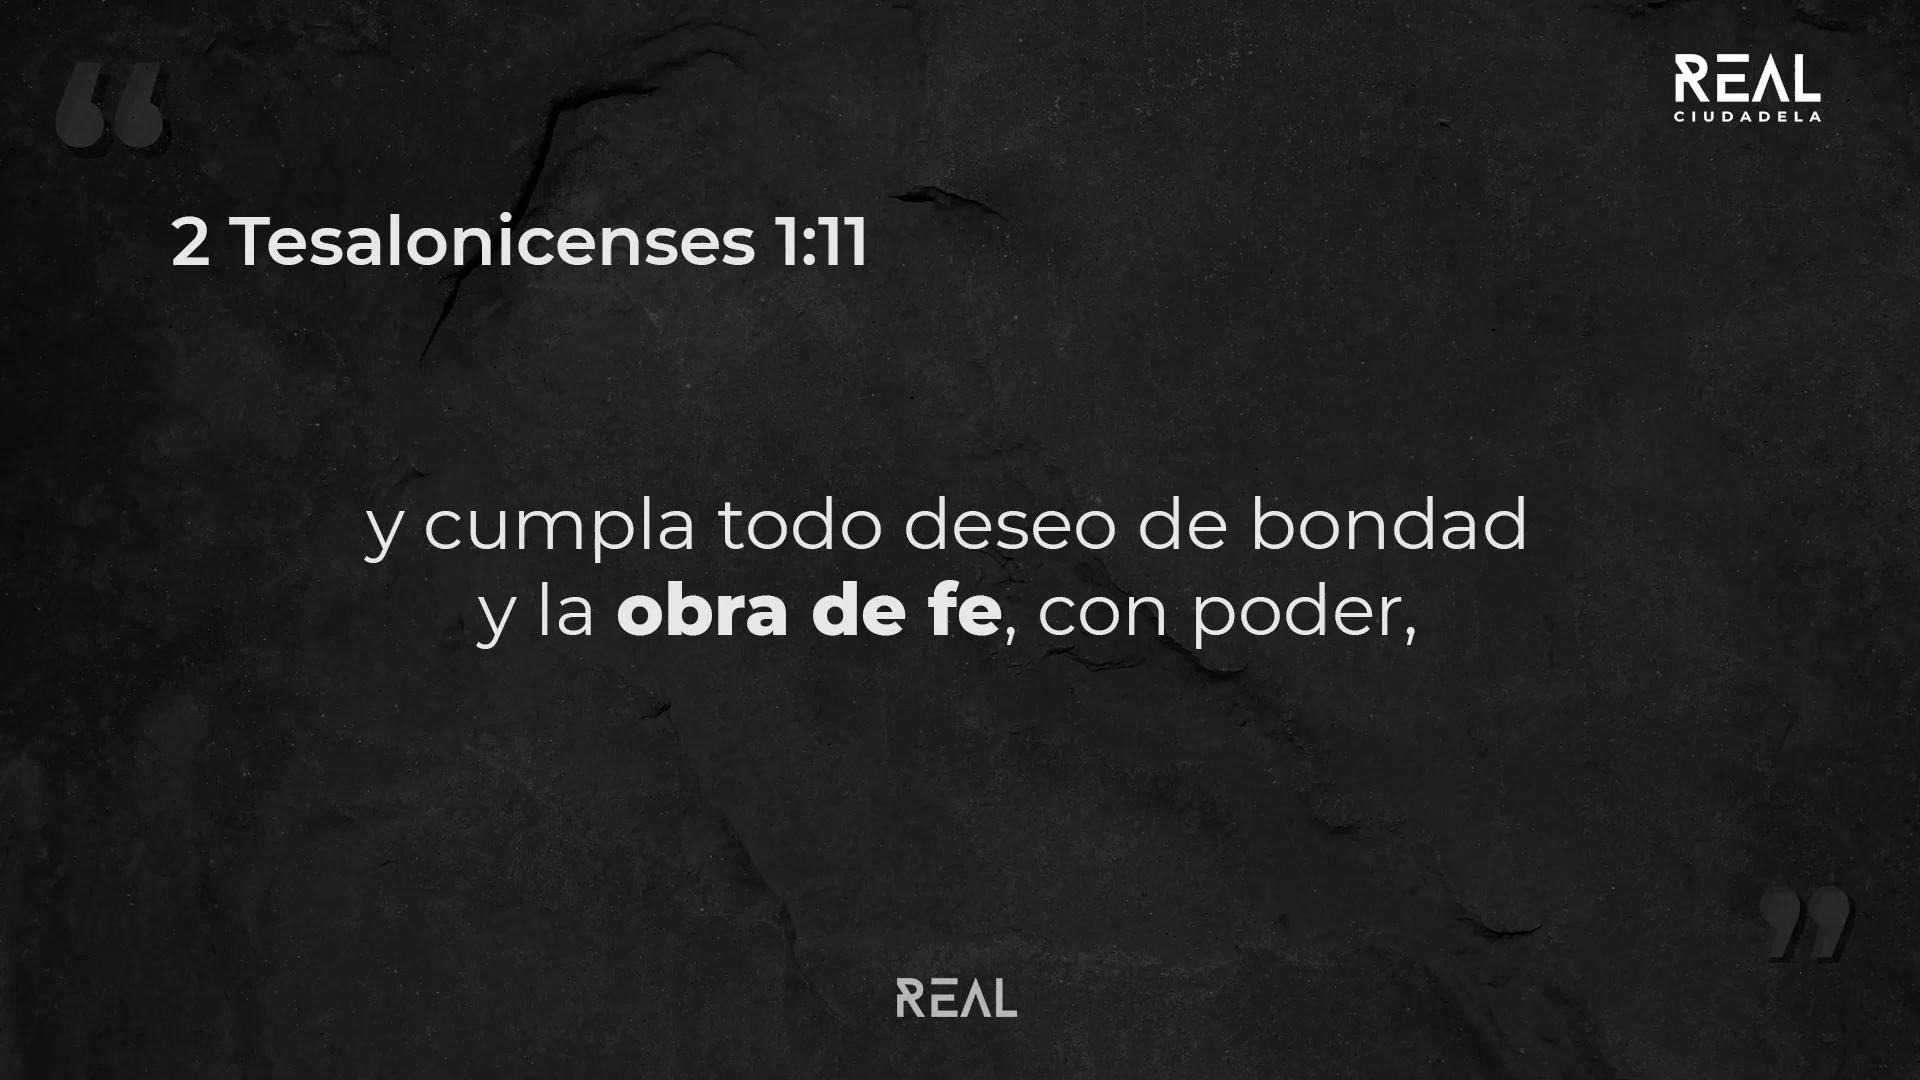 “
REAL
CIUDADELA
2 Tesalonicenses 1:11
y cumpla todo deseo de bondad
y la obra de fe, con poder,
”
REAL